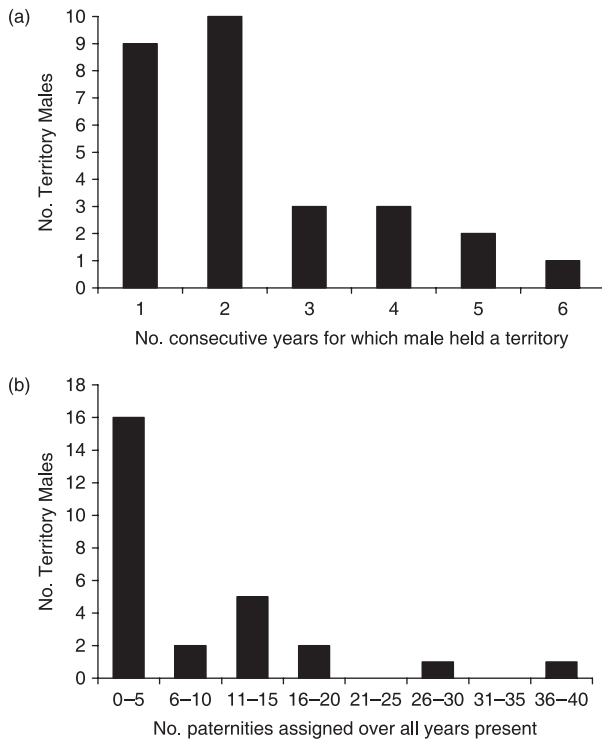 (a)
No. Territory Males
10
9
8
7
6
5
4
3
2
1
0
1 2 3 4 5 6
No. consecutive years for which male held a territory
(b)
No. Territory Males
18
16
14
12
10
8
6
4
2
0
0–5 6–10 11–15 16–20 21–25 26–30 31–35 36–40
No. paternities assigned over all years present